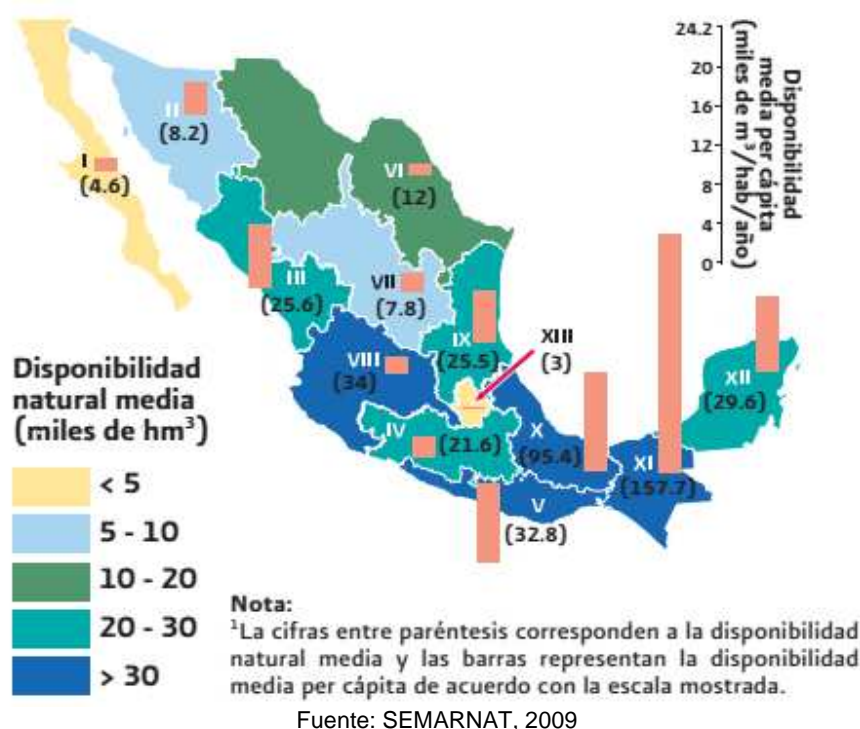 24.2
20
16
12
8
4
0
Disponibilidad
media per cápita
(miles de m³/hab/año)
II
(8.2)
I
(4.6)
VI
(12)
III
(25.6)
VII
(7.8)
IX
(25.5)
XIII
(3)
VIII
(34)
XII
(29.6)
IV
(21.6)
X
(95.4)
XI
(157.7)
V
(32.8)
Disponibilidad
natural media
(miles de hm³)
< 5
5 - 10
10 - 20
20 - 30
> 30
Nota:
¹La cifras entre paréntesis corresponden a la disponibilidad
natural media y las barras representan la disponibilidad
media per cápita de acuerdo con la escala mostrada.
Fuente: SEMARNAT, 2009